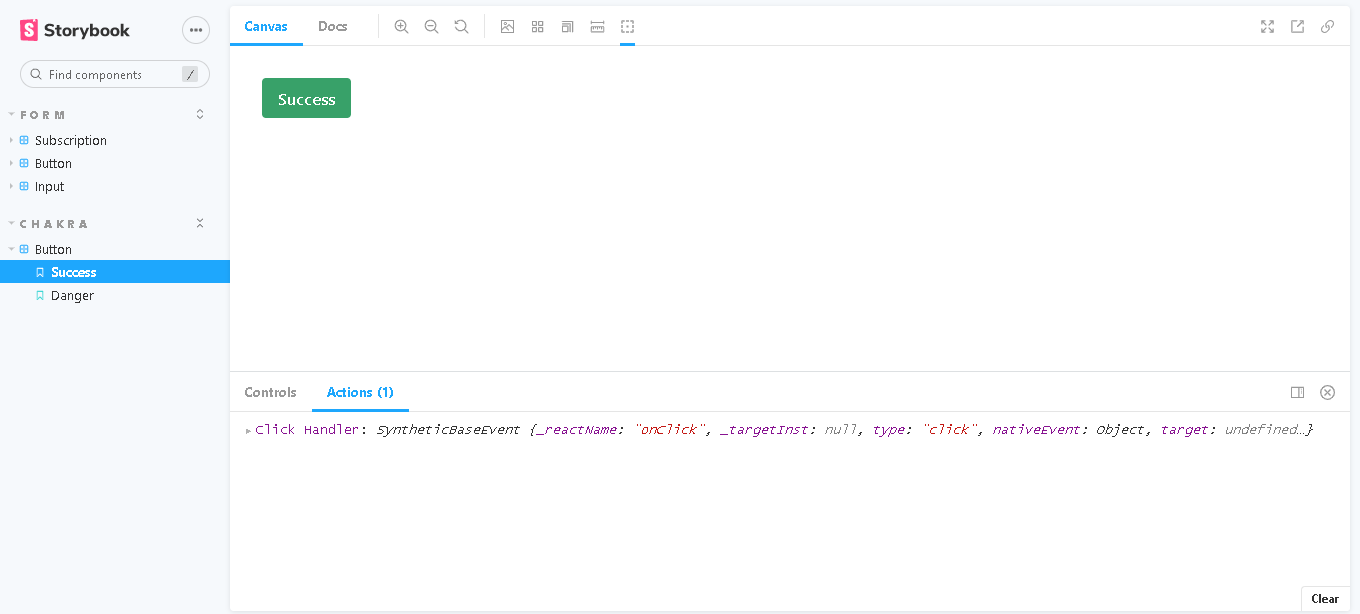 Storybook
Find components /
FORM
Subscription
Button
Input
CHAKRA
Button
Success
Danger
Canvas Docs
Success
Controls Actions (1)
Click Handler: SyntheticBaseEvent {_reactName: "onClick", _targetInst: null, type: "click", nativeEvent: Object, target: undefined…}
Clear